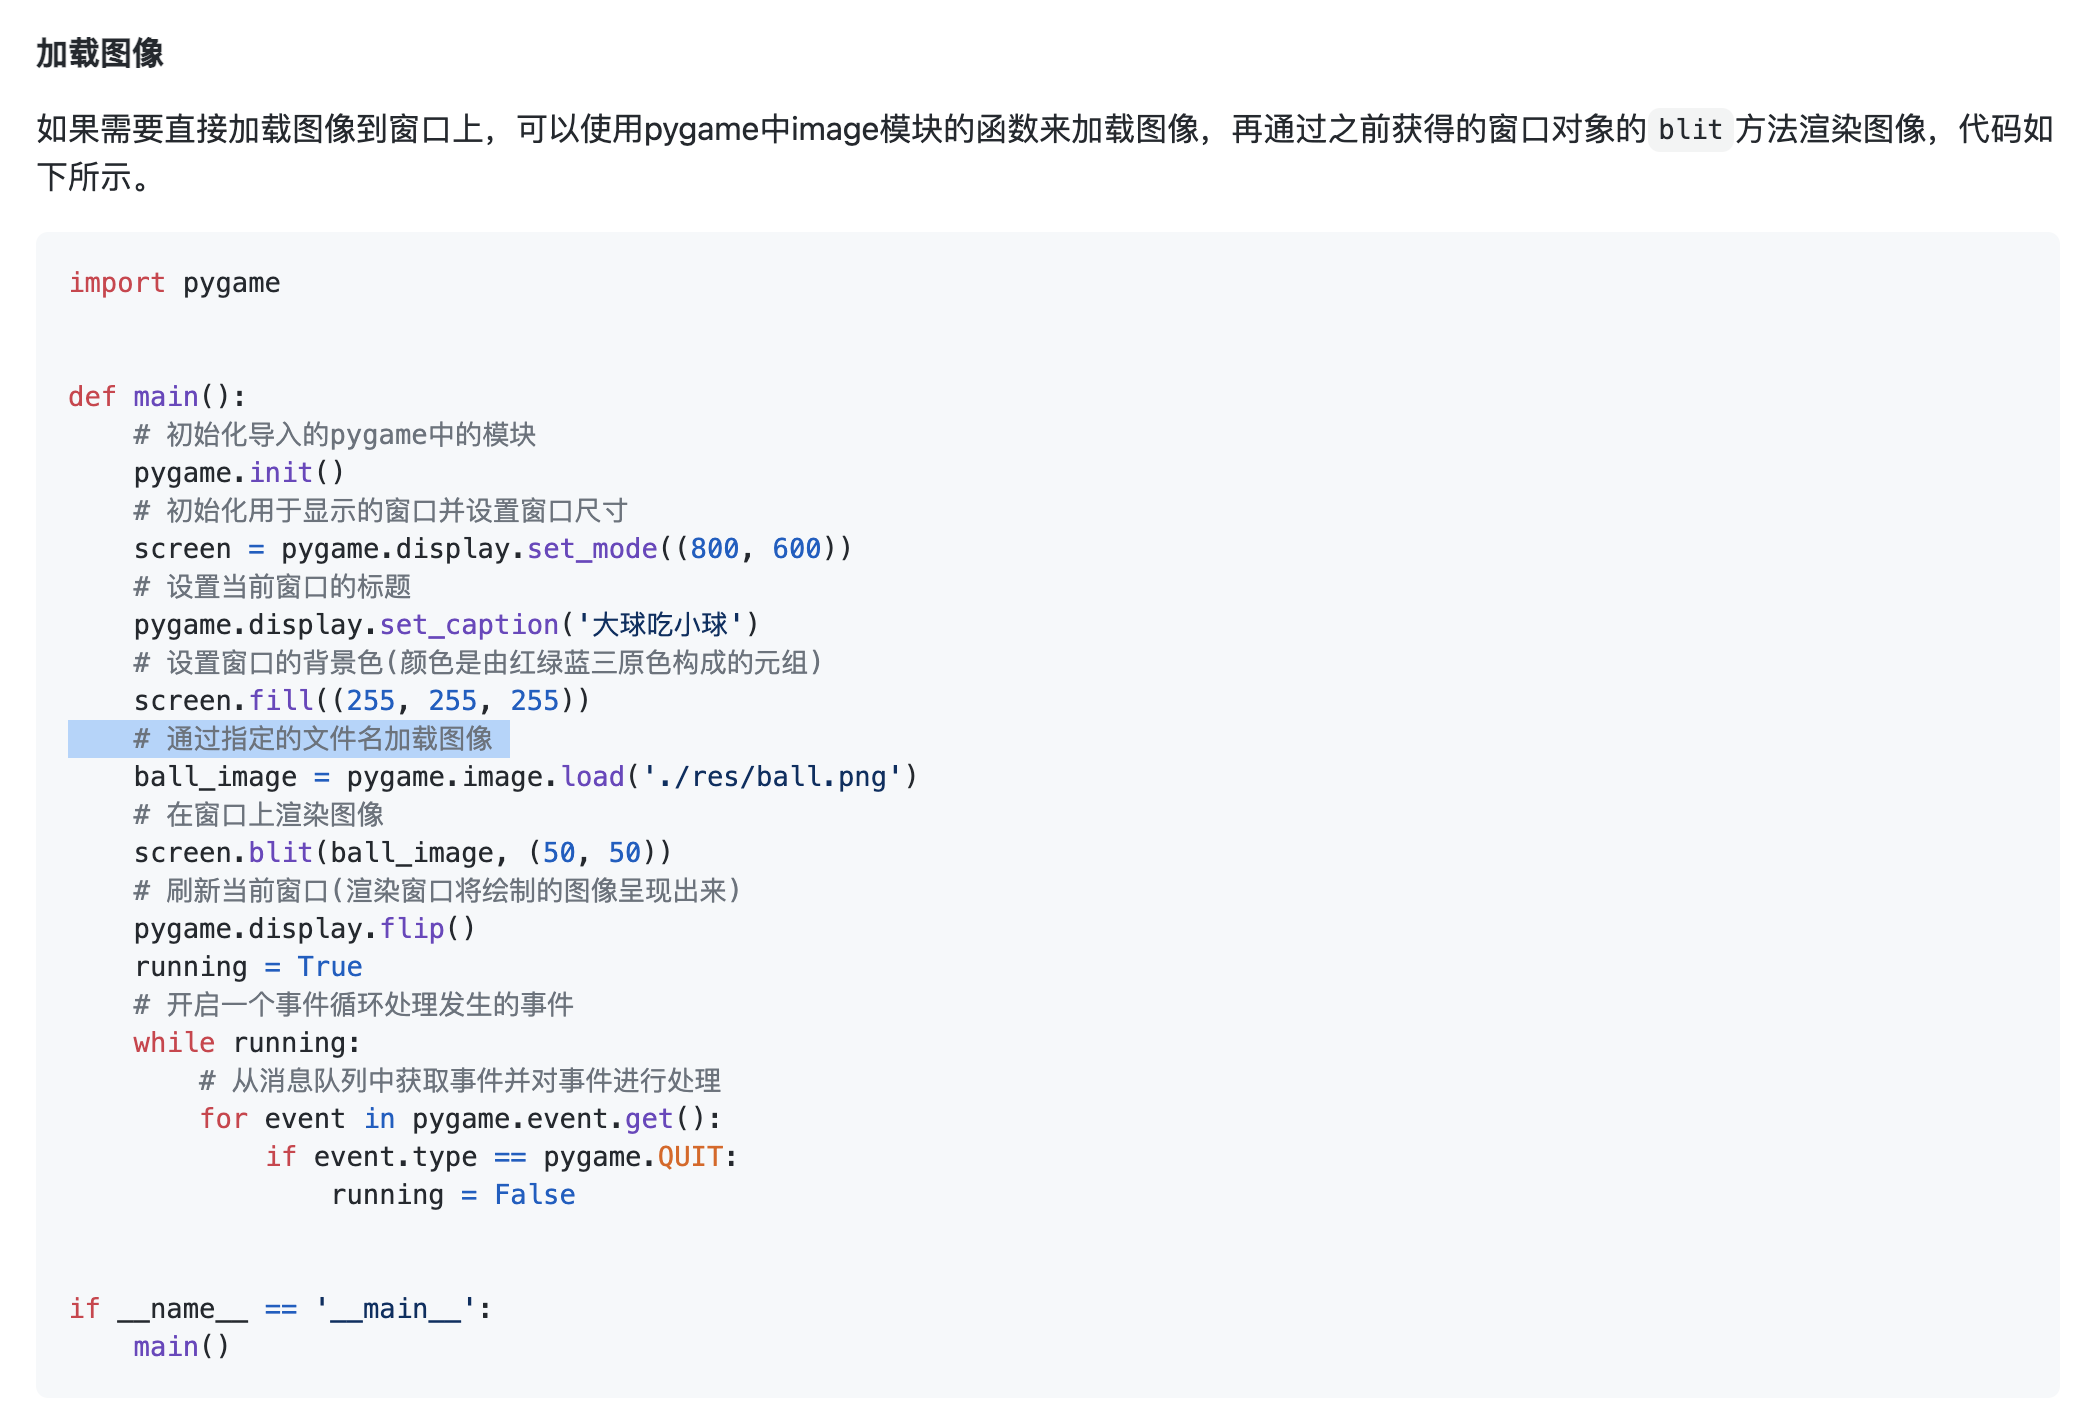 加载图像
如果需要直接加载图像到窗口上，可以使用pygame中image模块的函数来加载图像，再通过之前获得的窗口对象的blit方法渲染图像，代码如
下所示。
import pygame
def main():
    # 初始化导入的pygame中的模块
    pygame.init()
    # 初始化用于显示的窗口并设置窗口尺寸
    screen = pygame.display.set_mode((800, 600))
    # 设置当前窗口的标题
    pygame.display.set_caption('大球吃小球')
    # 设置窗口的背景色(颜色是由红绿蓝三原色构成的元组)
    screen.fill((255, 255, 255))
    # 通过指定的文件名加载图像
    ball_image = pygame.image.load('./res/ball.png')
    # 在窗口上渲染图像
    screen.blit(ball_image, (50, 50))
    # 刷新当前窗口(渲染窗口将绘制的图像呈现出来)
    pygame.display.flip()
    running = True
    # 开启一个事件循环处理发生的事件
    while running:
        # 从消息队列中获取事件并对事件进行处理
        for event in pygame.event.get():
            if event.type == pygame.QUIT:
                running = False
if __name__ == '__main__':
    main()